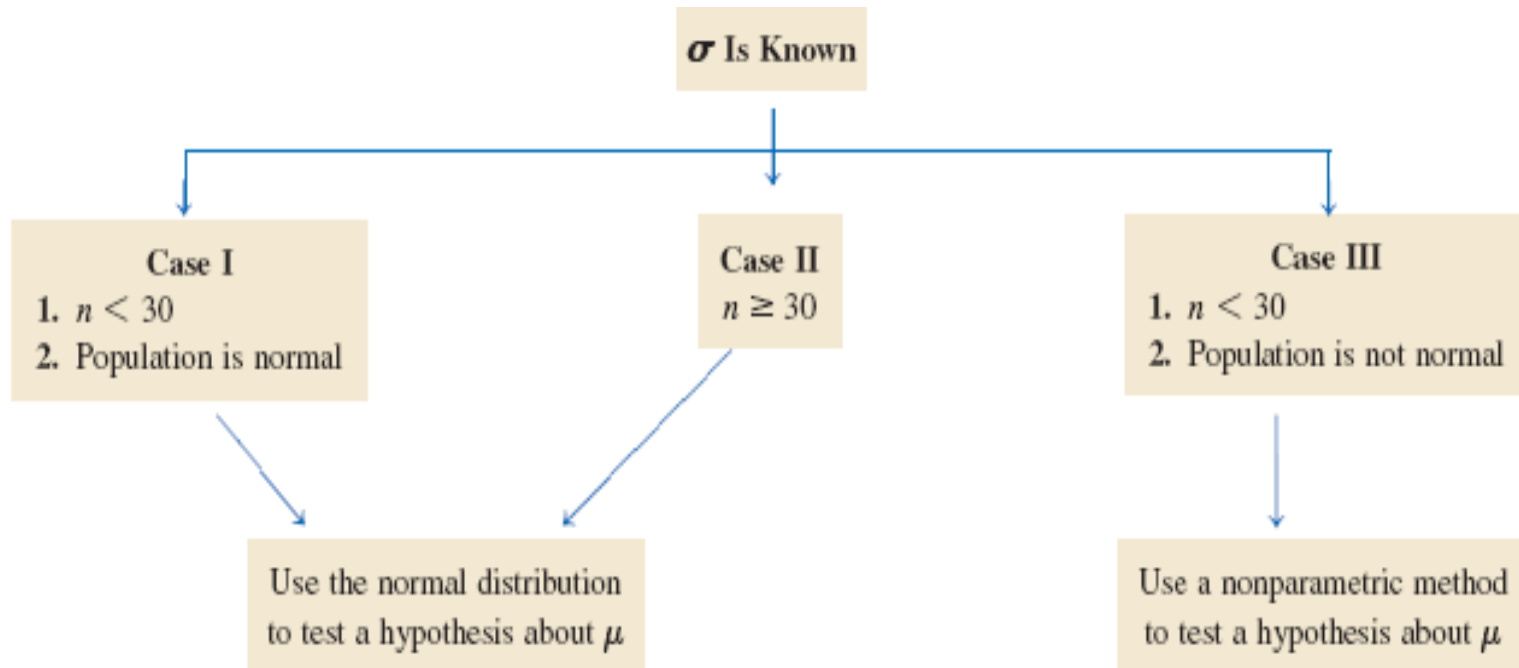 σ Is Known
Case I
1. n < 30
2. Population is normal
Case II
n ≥ 30
Case III
1. n < 30
2. Population is not normal
Use the normal distribution
to test a hypothesis about μ
Use a nonparametric method
to test a hypothesis about μ